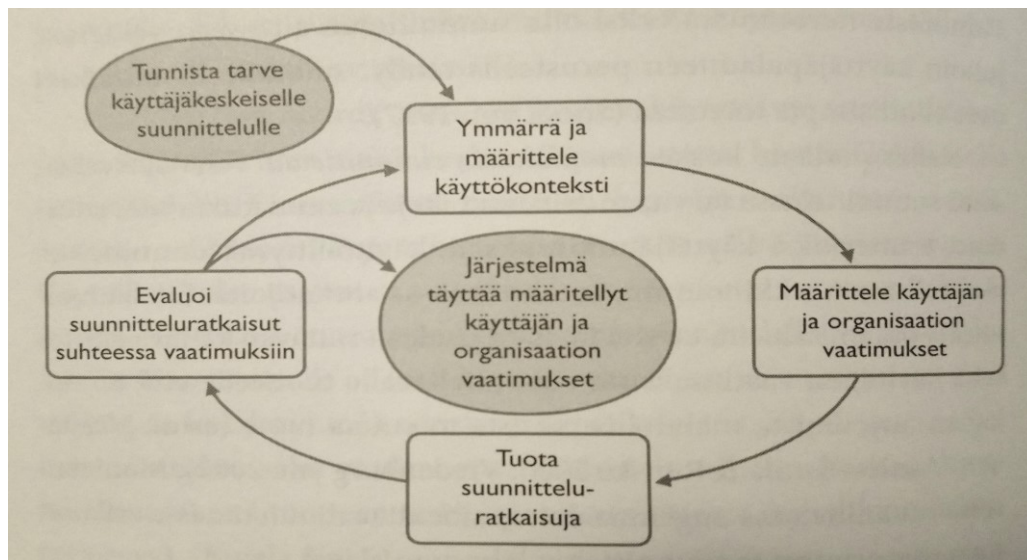 Tunnista tarve
käyttäjäkeskeiselle
suunnittelulle
Ymmärrä ja
määrittele
käyttökonteksti
Määrittele käyttäjän
ja organisaation
vaatimukset
Tuota
suunnittelu-
ratkaisuja
Evaluoi
suunnitteluratkaisut
suhteessa vaatimuksiin
Järjestelmä
täyttää määritellyt
käyttäjän ja
organisaation
vaatimukset